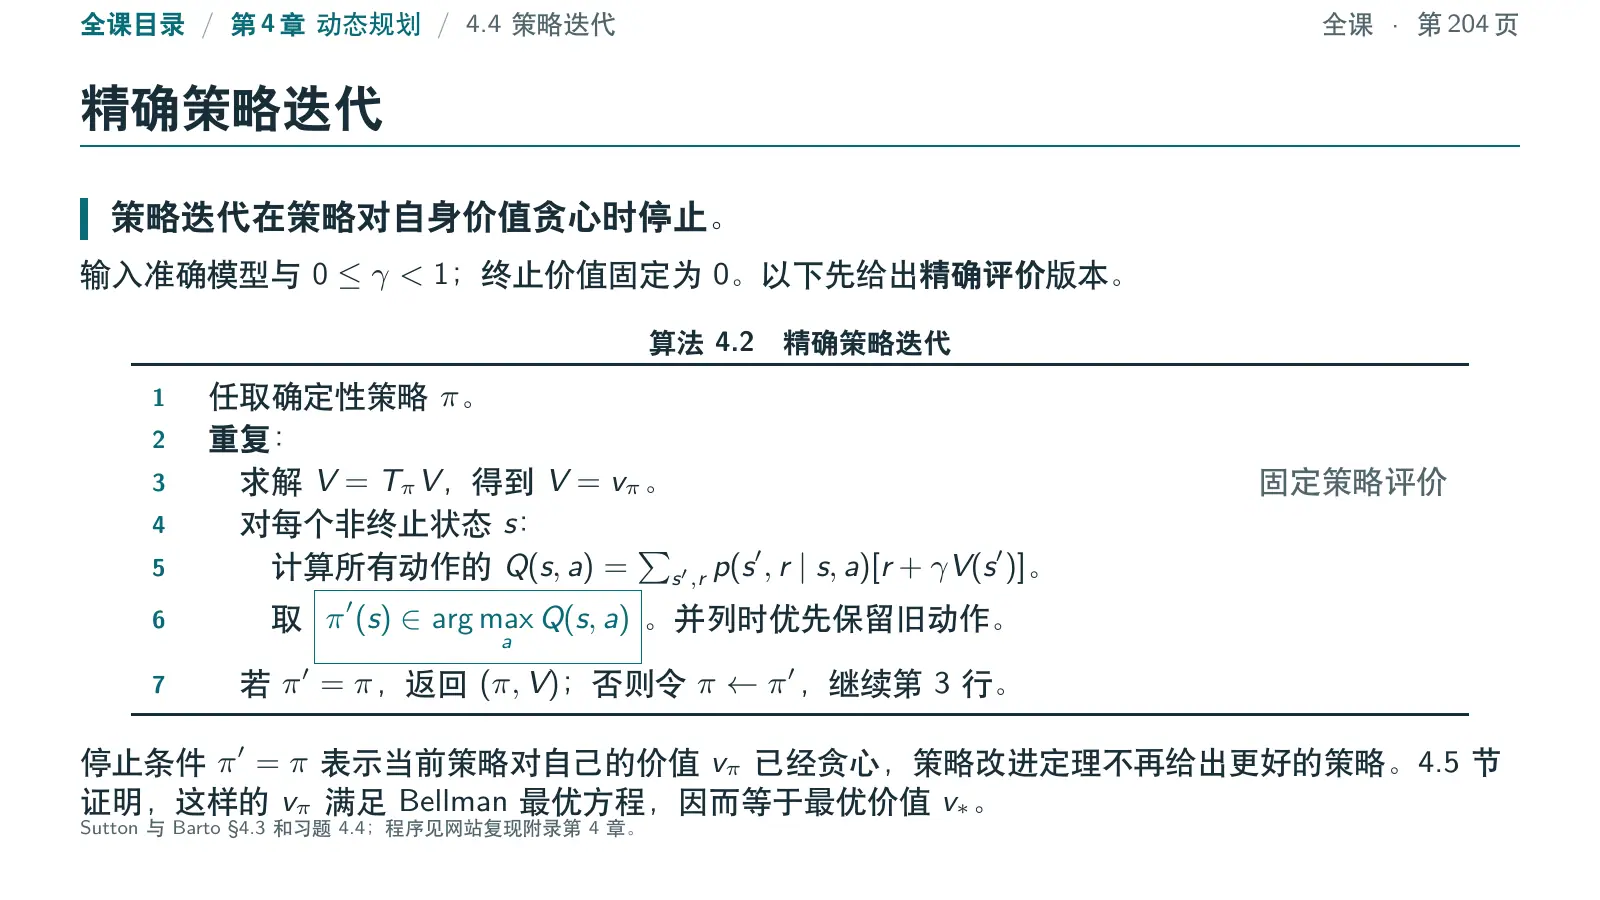 全课目录 / 第 4 章 动态规划 / 4.4 策略迭代
全课 · 第 204 页
精确策略迭代
策略迭代在策略对自身价值贪心时停止。
输入准确模型与 0 ≤ γ < 1；终止价值固定为 0。以下先给出精确评价版本。
算法 4.2 精确策略迭代
1 任取确定性策略 π。
2 重复：
3 求解 V = T_π V，得到 V = v_π。 固定策略评价
4 对每个非终止状态 s：
5 计算所有动作的 Q(s, a) = ∑_{s′,r} p(s′, r | s, a)[r + γV(s′)]。
6 取 π′(s) ∈ arg max_a Q(s, a)。并列时优先保留旧动作。
7 若 π′ = π，返回 (π, V)；否则令 π ← π′，继续第 3 行。
停止条件 π′ = π 表示当前策略对自己的价值 v_π 已经贪心，策略改进定理不再给出更好的策略。4.5 节
证明，这样的 v_π 满足 Bellman 最优方程，因而等于最优价值 v_*。
Sutton 与 Barto §4.3 和习题 4.4；程序见网站复现附录第 4 章。